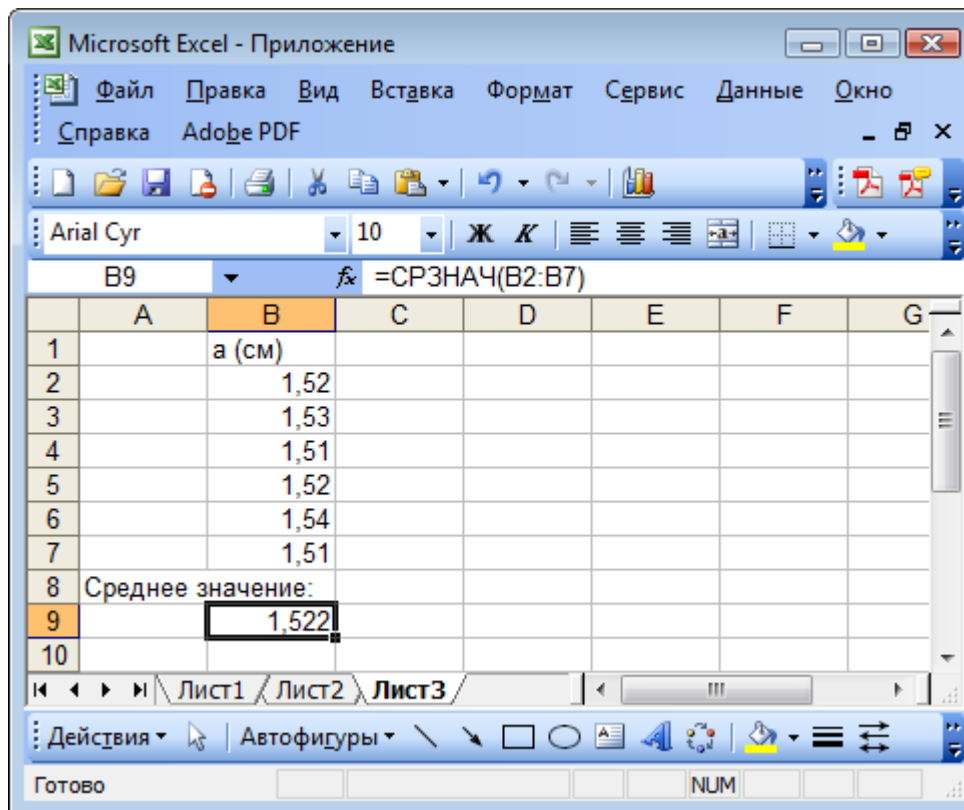 Microsoft Excel - Приложение
Файл Правка Вид Вставка Формат Сервис Данные Окно
Справка Adobe PDF
Arial Cyr 10 Ж К
B9 fx =СРЗНАЧ(B2:B7)
A B C D E F G
1 a (см)
2 1,52
3 1,53
4 1,51
5 1,52
6 1,54
7 1,51
8 Среднее значение:
9 1,522
10
Лист1 Лист2 Лист3
Действия Автофигуры
Готово NUM